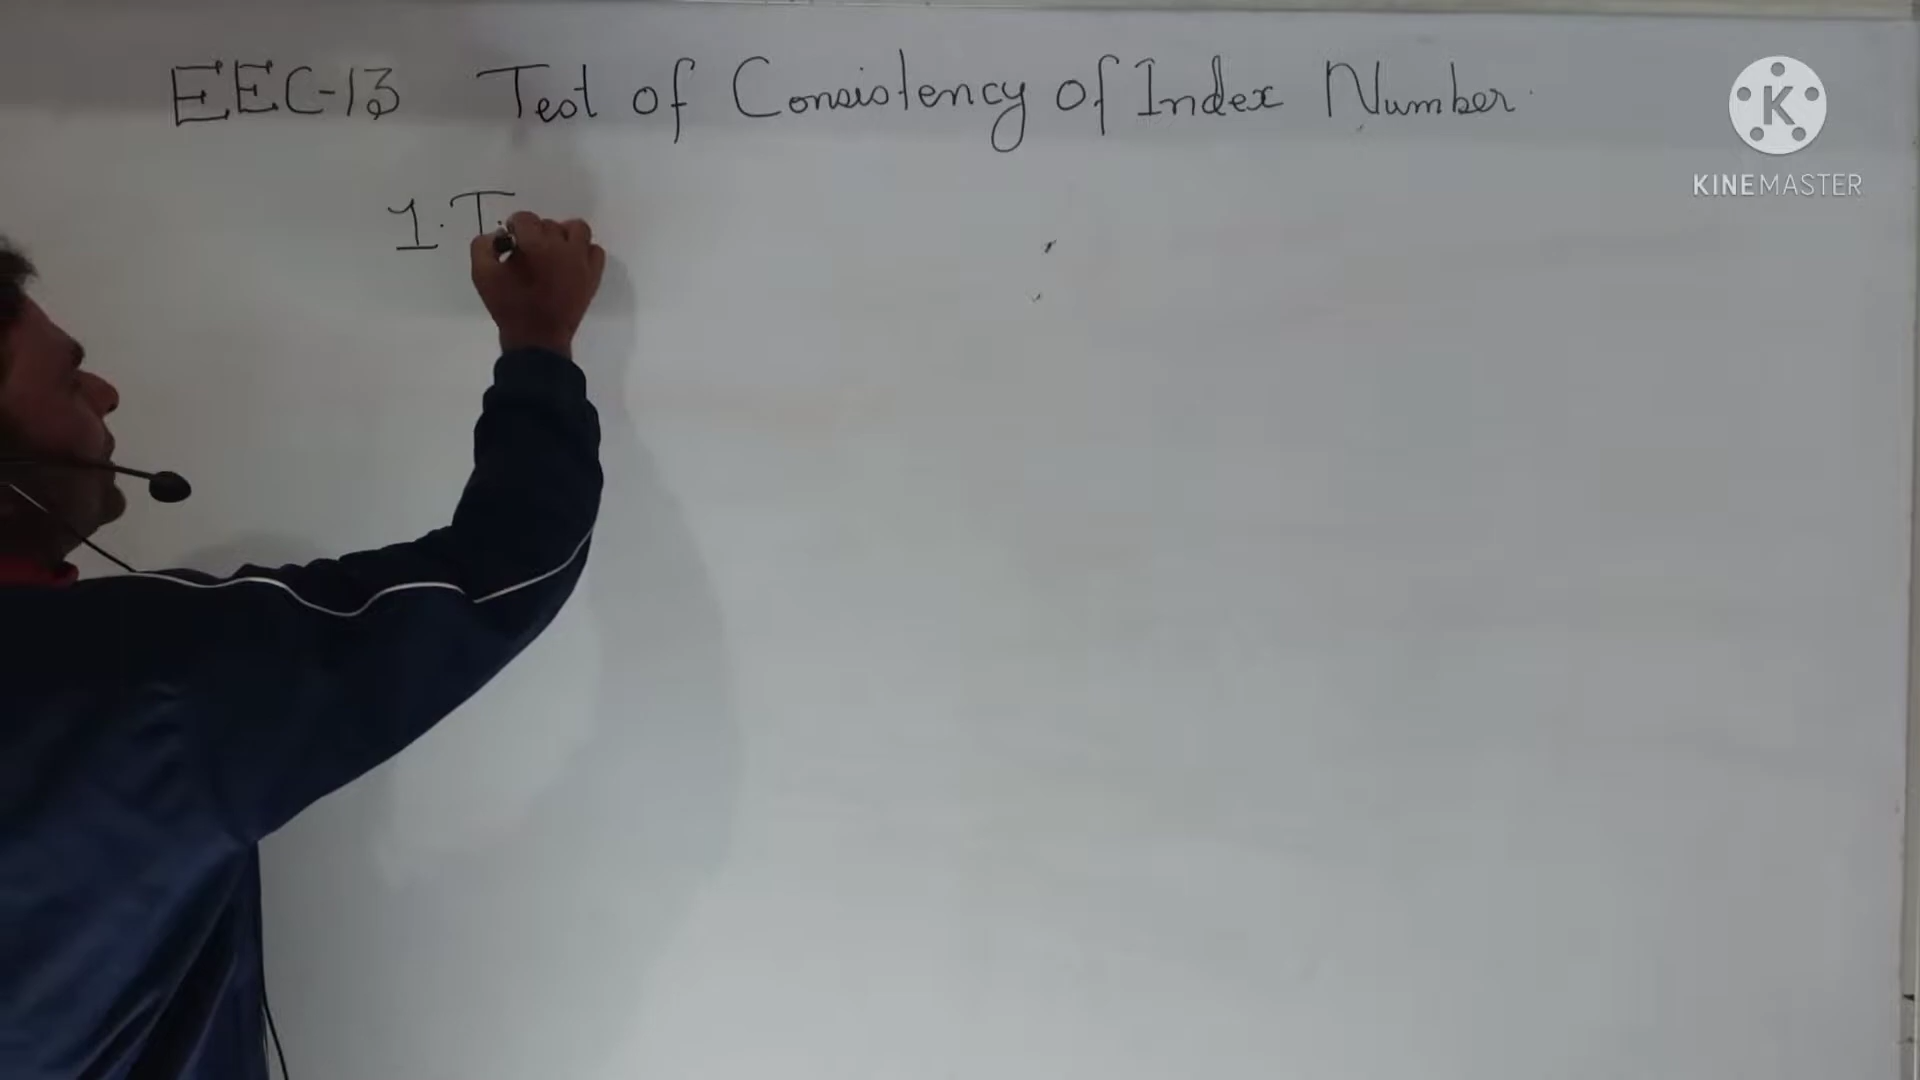 EEC-13 Test of Consistency of Index Number.
K
KINEMASTER
1. T